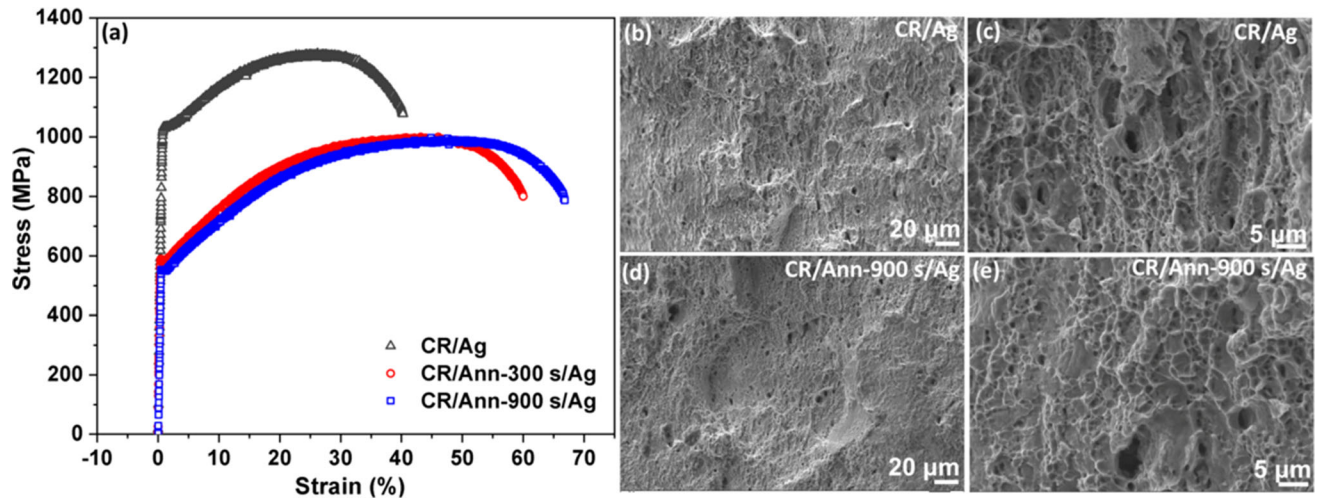 (a)
1400
1200
1000
800
600
400
200
0
-10 0 10 20 30 40 50 60 70
Stress (MPa)
Strain (%)
CR/Ag
CR/Ann-300 s/Ag
CR/Ann-900 s/Ag
(b) CR/Ag
20 µm
(c) CR/Ag
5 µm
(d) CR/Ann-900 s/Ag
20 µm
(e) CR/Ann-900 s/Ag
5 µm